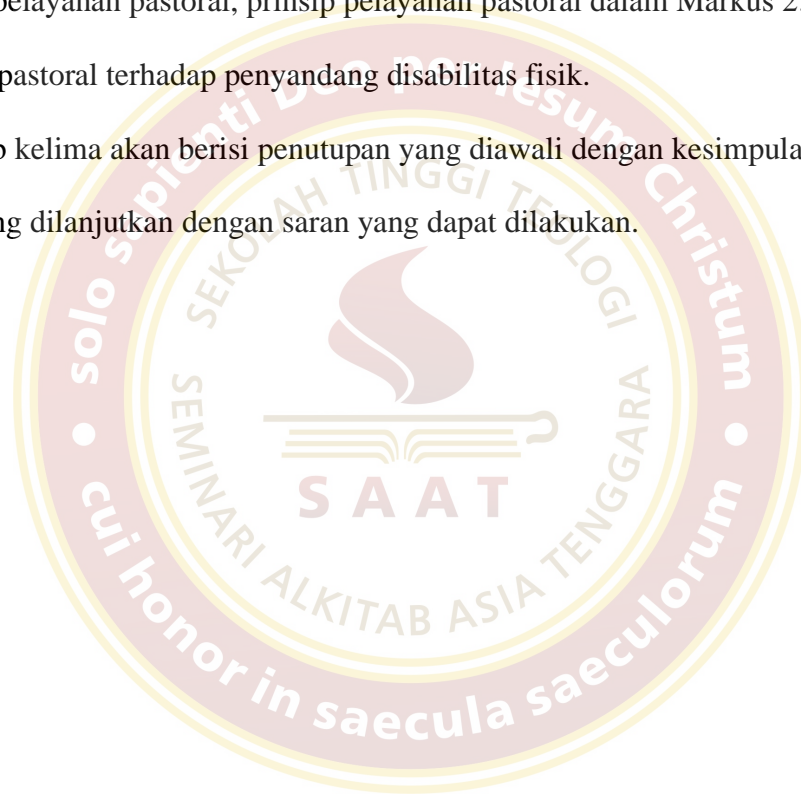 pelayanan pastoral, prinsip pelayanan pastoral dalam Markus 2
pastoral terhadap penyandang disabilitas fisik.
kelima akan berisi penutupan yang diawali dengan
dilanjutkan dengan saran yang dapat dilakukan.
solo sapienti Deo per Iesum Christum
SEKOLAH TINGGI TEOLOGI
SEMINARI ALKITAB ASIA TENGGARA
SAAT
cui honor in saecula saeculorum